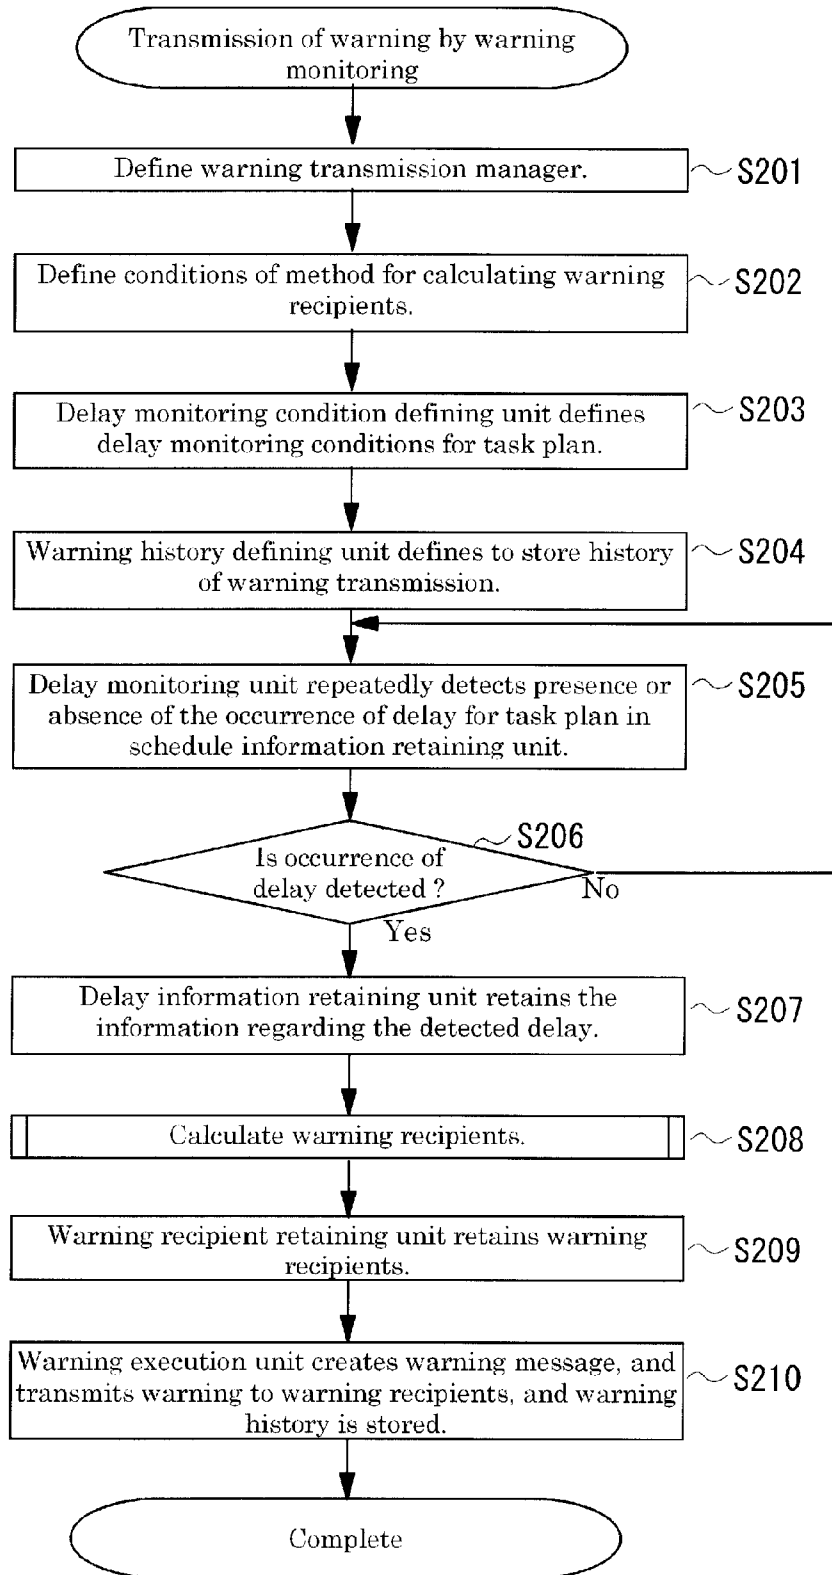 Transmission of warning by warning
monitoring
Define warning transmission manager.
S201
Define conditions of method for calculating warning
recipients.
S202
Delay monitoring condition defining unit defines
delay monitoring conditions for task plan.
S203
Warning history defining unit defines to store history
of warning transmission.
S204
Delay monitoring unit repeatedly detects presence or
absence of the occurrence of delay for task plan in
schedule information retaining unit.
S205
Is occurrence of
delay detected ?
S206
No
Yes
Delay information retaining unit retains the
information regarding the detected delay.
S207
Calculate warning recipients.
S208
Warning recipient retaining unit retains warning
recipients.
S209
Warning execution unit creates warning message, and
transmits warning to warning recipients, and warning
history is stored.
S210
Complete